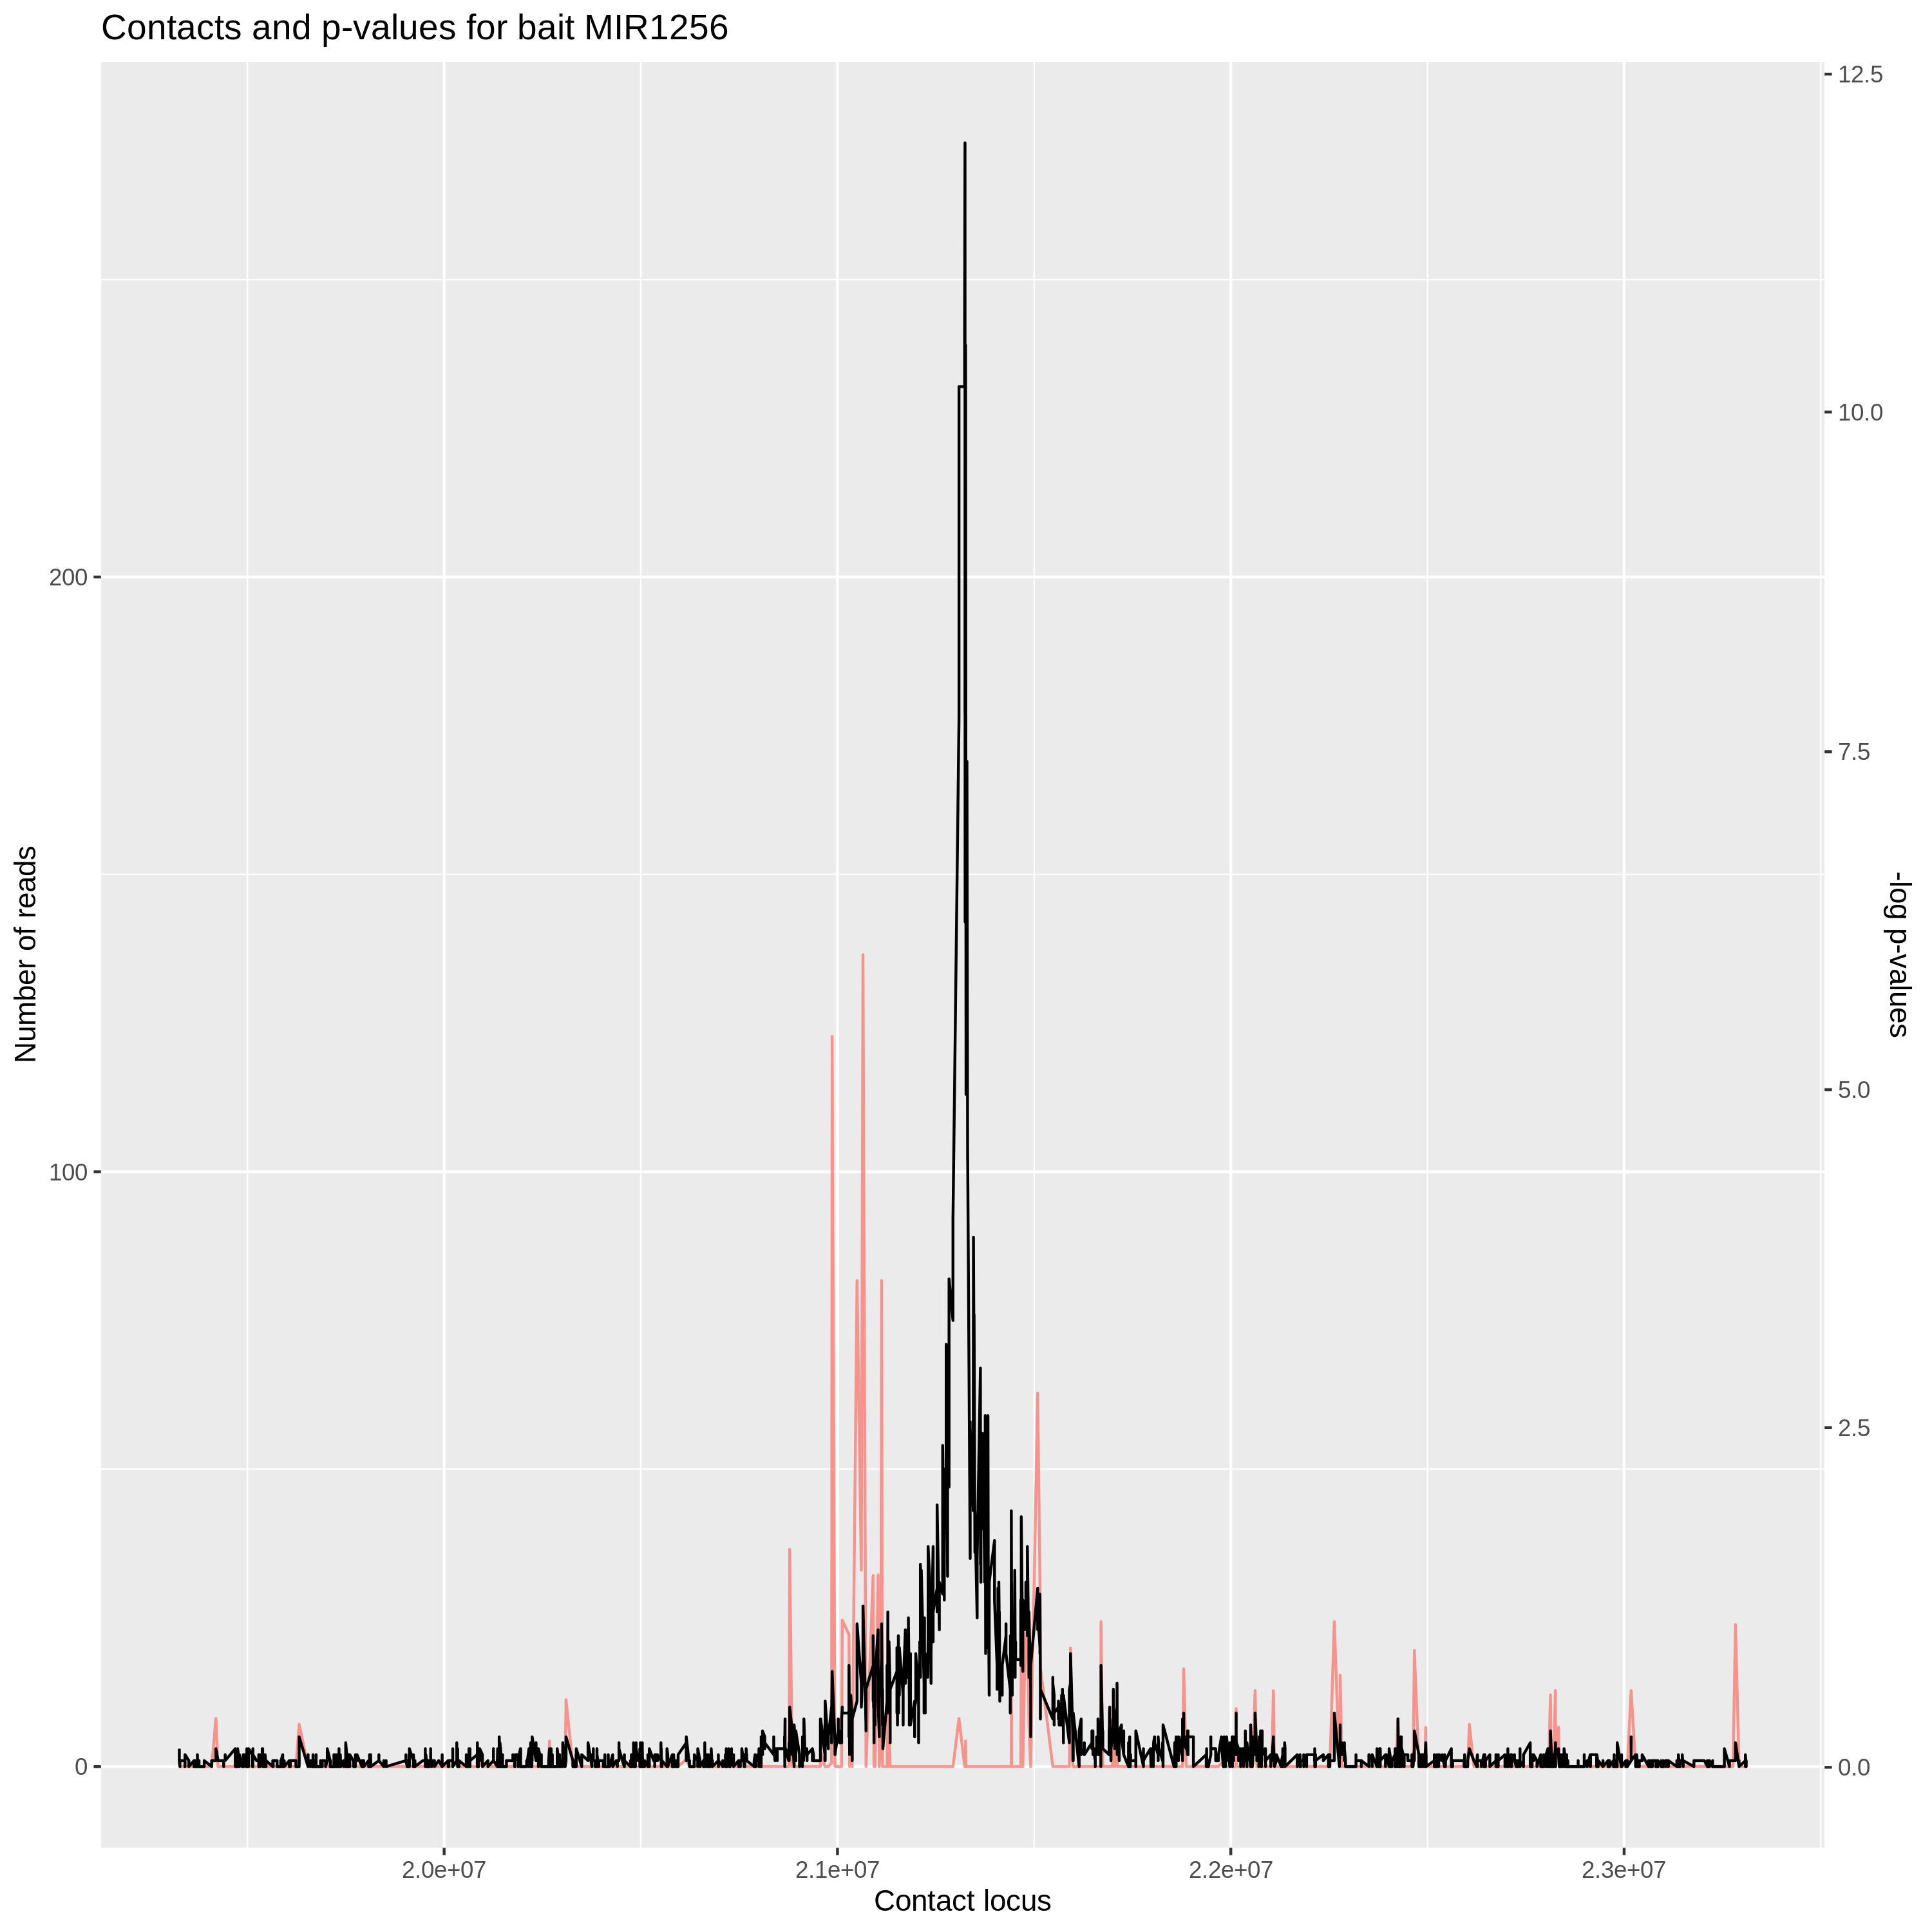 Contacts and p-values for bait MIR1256
12.5
10.0
200
7.5
Number of reads
-log p-values
5.0
100
2.5
0
0.0
2.0e+07
2.1e+07
2.2e+07
2.3e+07
Contact locus